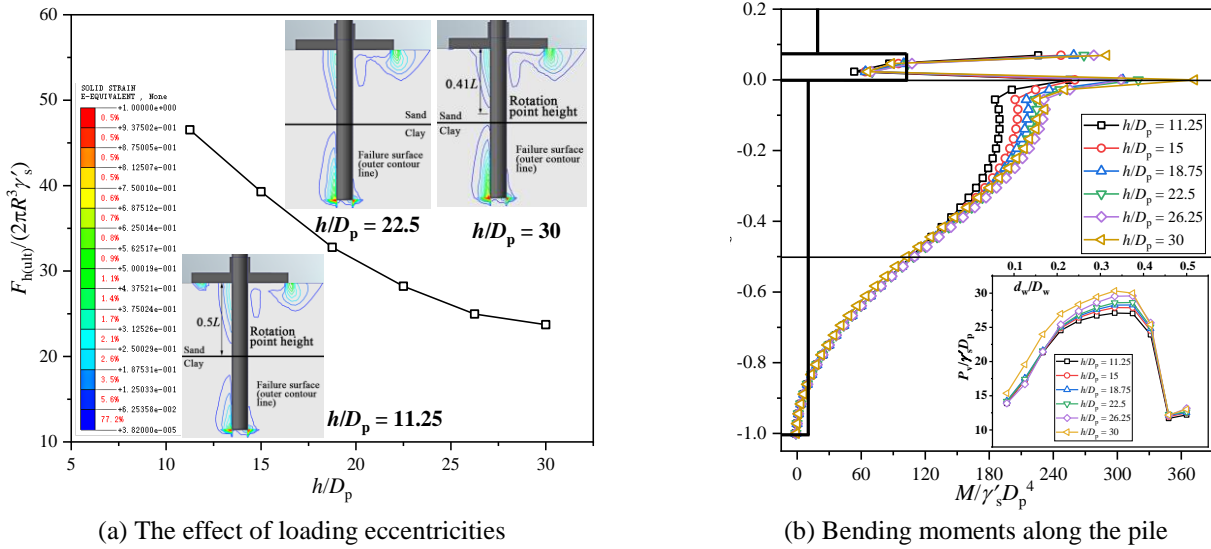 60
50
40
30
20
10
F_h(ult)/(2πR³γ′_s)
SOLID STRAIN
E-EQUIVALENT , None
+1.00000e+000
0.5%
+9.37502e-001
0.5%
+8.75005e-001
0.5%
+8.12507e-001
0.5%
+7.50010e-001
0.6%
+6.87512e-001
0.7%
+6.25014e-001
0.8%
+5.62517e-001
0.9%
+5.00019e-001
1.1%
+4.37521e-001
1.4%
+3.75024e-001
1.7%
+3.12526e-001
2.1%
+2.50029e-001
2.6%
+1.87531e-001
3.5%
+1.25033e-001
5.8%
+6.25358e-002
77.2%
+3.82000e-005
Sand
Clay
Failure surface
(outer contour
line)
h/D_p = 22.5
0.41L
Rotation
point height
Sand
Clay
Failure surface
(outer contour
line)
h/D_p = 30
0.5L
Rotation
point height
Sand
Clay
Failure surface
(outer contour
line)
h/D_p = 11.25
5 10 15 20 25 30
h/D_p
(a) The effect of loading eccentricities
0.2
0.0
-0.2
-0.4
-0.6
-0.8
-1.0
h/D_p = 11.25
h/D_p = 15
h/D_p = 18.75
h/D_p = 22.5
h/D_p = 26.25
h/D_p = 30
0.1 0.2 0.3 0.4 0.5
d_w/D_w
30
25
20
15
10
P_v/γ′_sD_p
h/D_p = 11.25
h/D_p = 15
h/D_p = 18.75
h/D_p = 22.5
h/D_p = 26.25
h/D_p = 30
0 60 120 180 240 300 360
M/γ′_sD_p⁴
(b) Bending moments along the pile